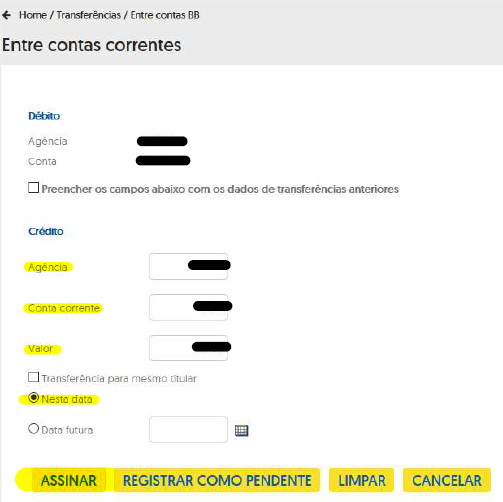 Home / Transferências / Entre contas BB
Entre contas correntes
Débito
Agência
Conta
Preencher os campos abaixo com os dados de transferências anteriores
Crédito
Agência
Conta corrente
Valor
Transferência para mesmo titular
Nesta data
Data futura
ASSINAR REGISTRAR COMO PENDENTE LIMPAR CANCELAR